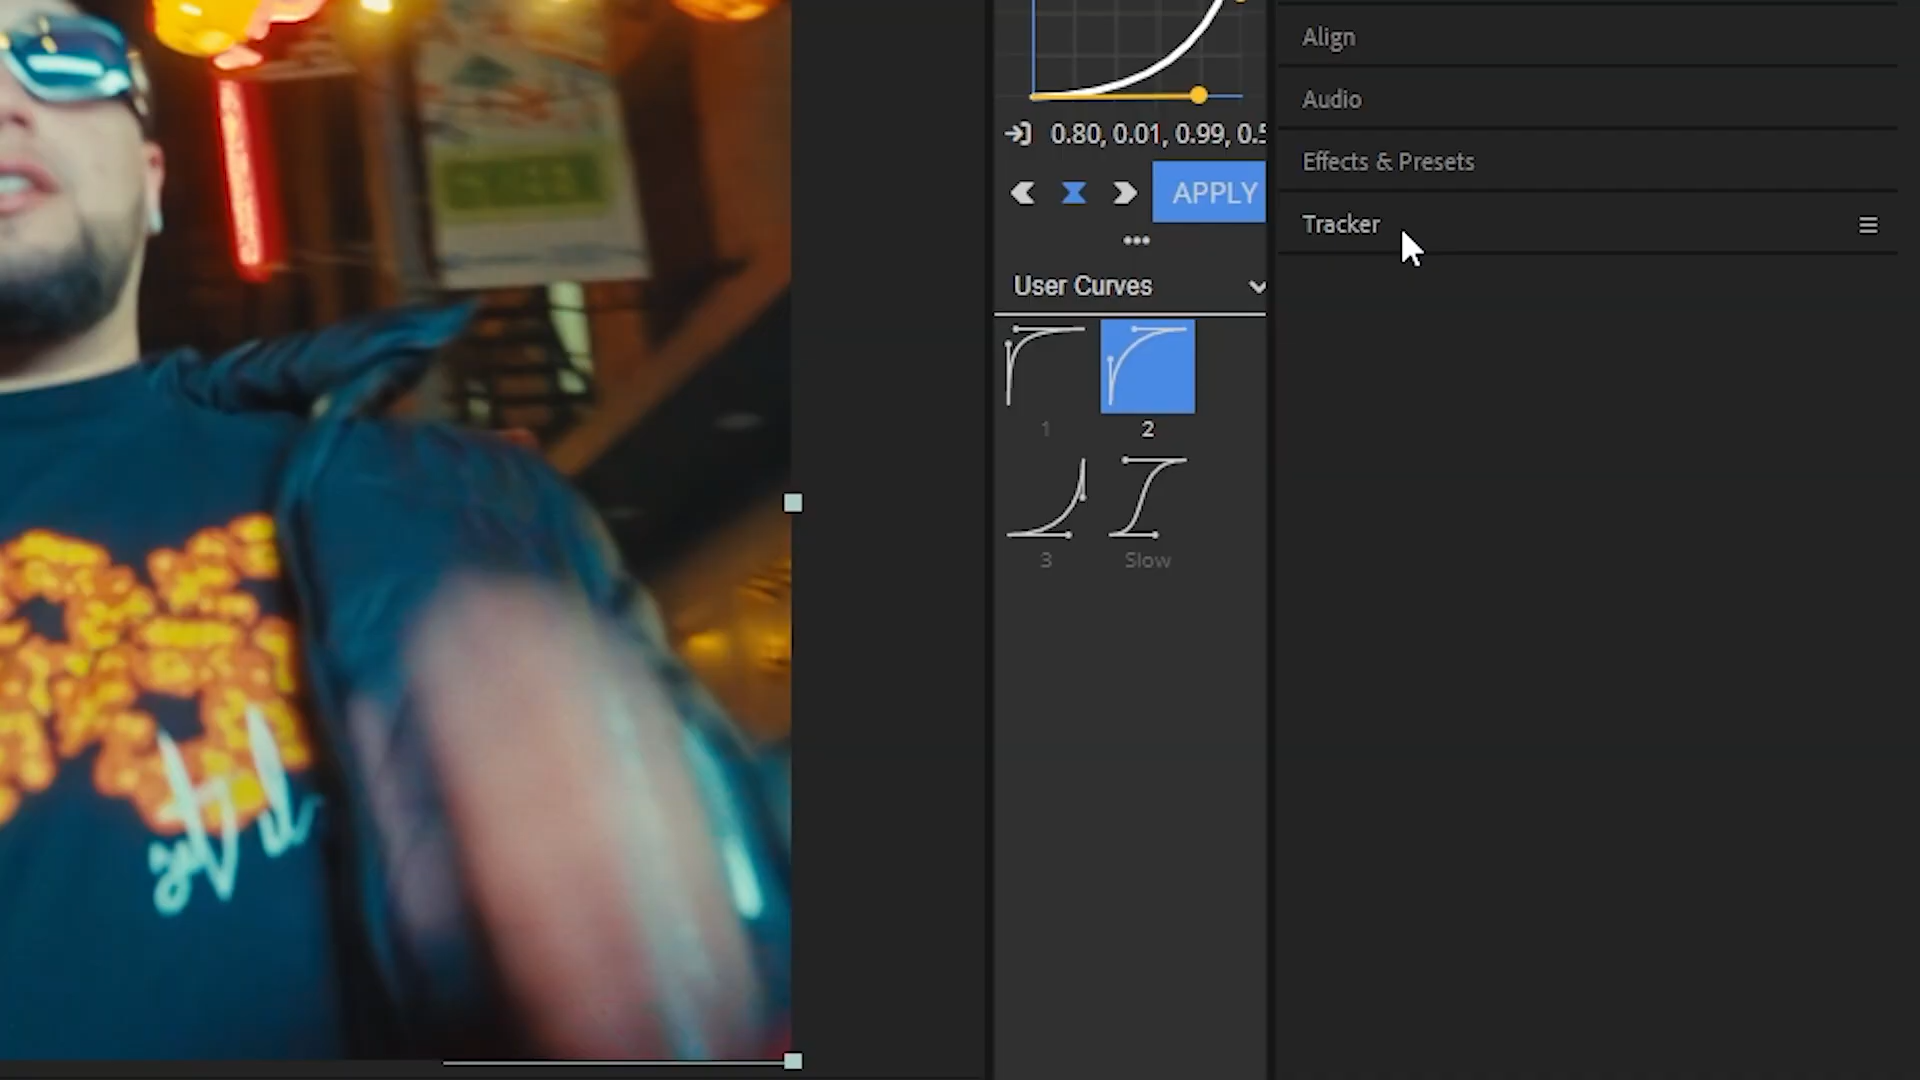 Align
Audio
0.80, 0.01, 0.99, 0.5
Effects & Presets
APPLY
Tracker
User Curves
1
2
3
Slow